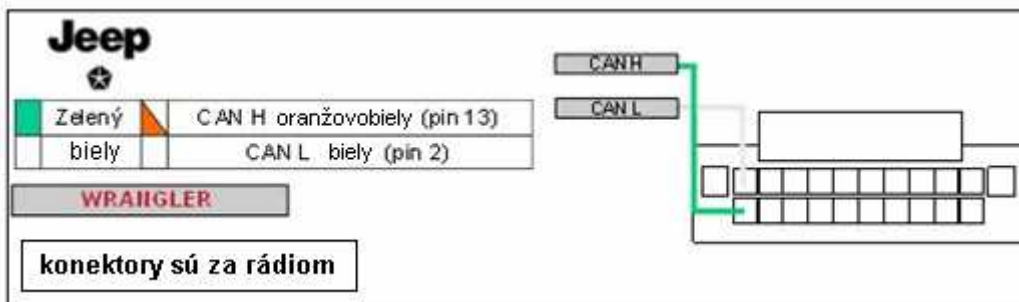 Jeep
Zelený CAN H oranžovobiely (pin 13)
biely CAN L biely (pin 2)
WRANGLER
konektory sú za rádiom
CAN H
CAN L